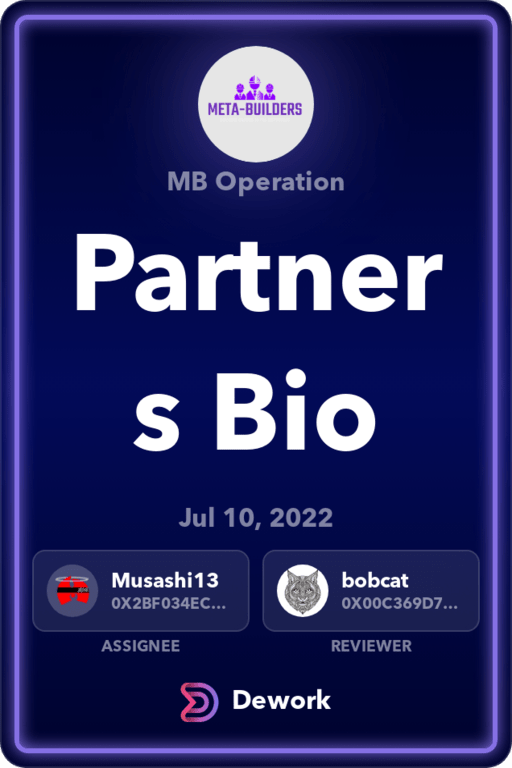 META-BUILDERS
MB Operation
Partner
s Bio
Jul 10, 2022
Musashi13
0X2BF034EC...
ASSIGNEE
bobcat
0X00C369D7...
REVIEWER
Dework